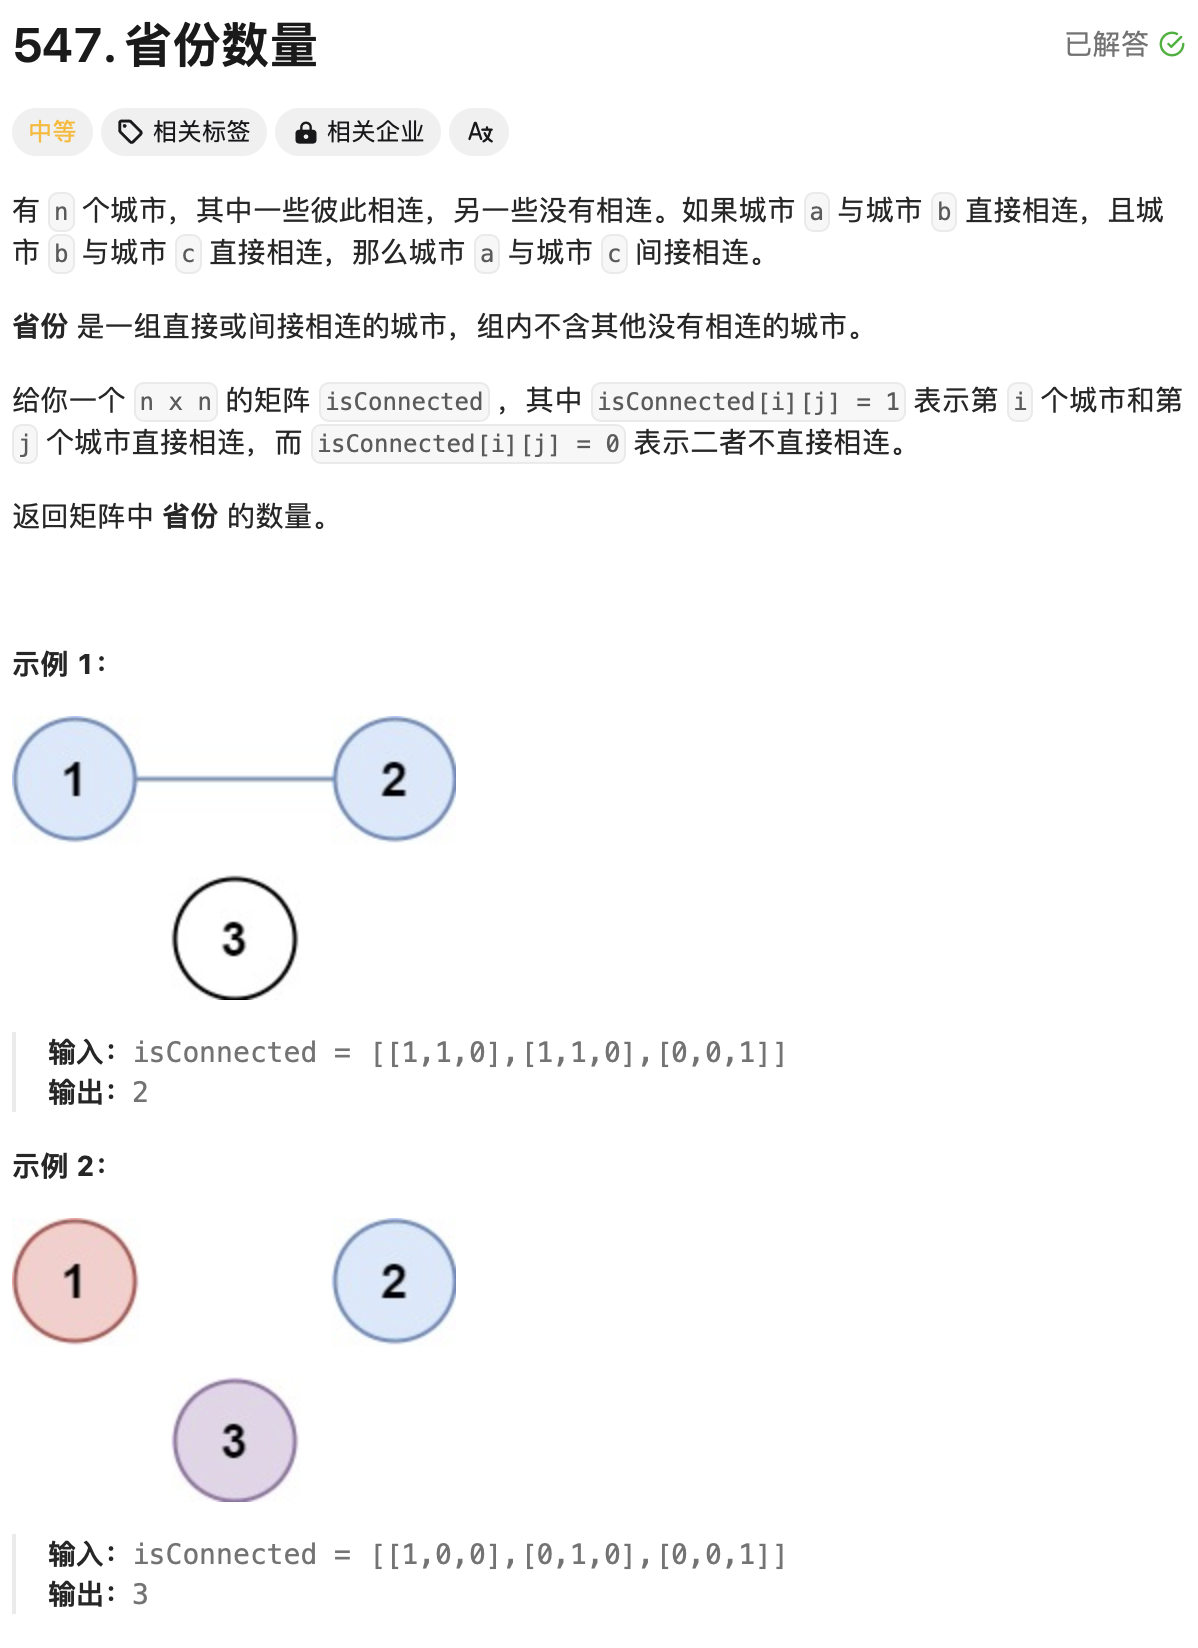 547. 省份数量
已解答
中等
相关标签
相关企业
有 n 个城市，其中一些彼此相连，另一些没有相连。如果城市 a 与城市 b 直接相连，且城
市 b 与城市 c 直接相连，那么城市 a 与城市 c 间接相连。
省份 是一组直接或间接相连的城市，组内不含其他没有相连的城市。
给你一个 n x n 的矩阵 isConnected ，其中 isConnected[i][j] = 1 表示第 i 个城市和第
j 个城市直接相连，而 isConnected[i][j] = 0 表示二者不直接相连。
返回矩阵中 省份 的数量。
示例 1：
1
2
3
输入：isConnected = [[1,1,0],[1,1,0],[0,0,1]]
输出：2
示例 2：
1
2
3
输入：isConnected = [[1,0,0],[0,1,0],[0,0,1]]
输出：3